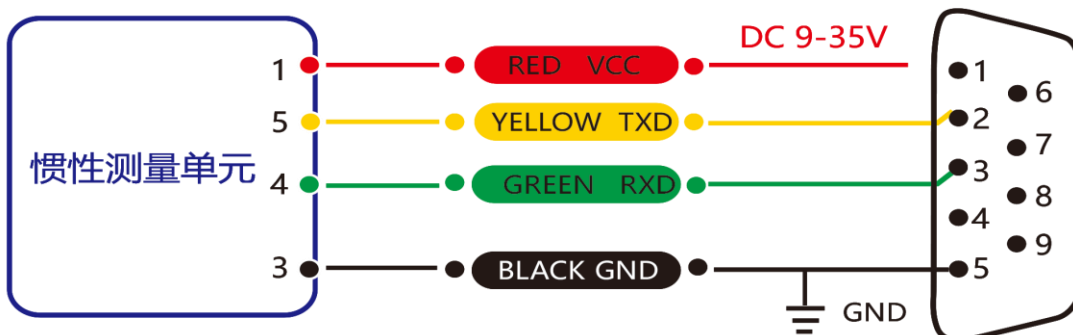 DC 9-35V
1 RED VCC 1
6
5 YELLOW TXD 2
7
惯性测量单元
4 GREEN RXD 3
8
4
9
3 BLACK GND 5
GND